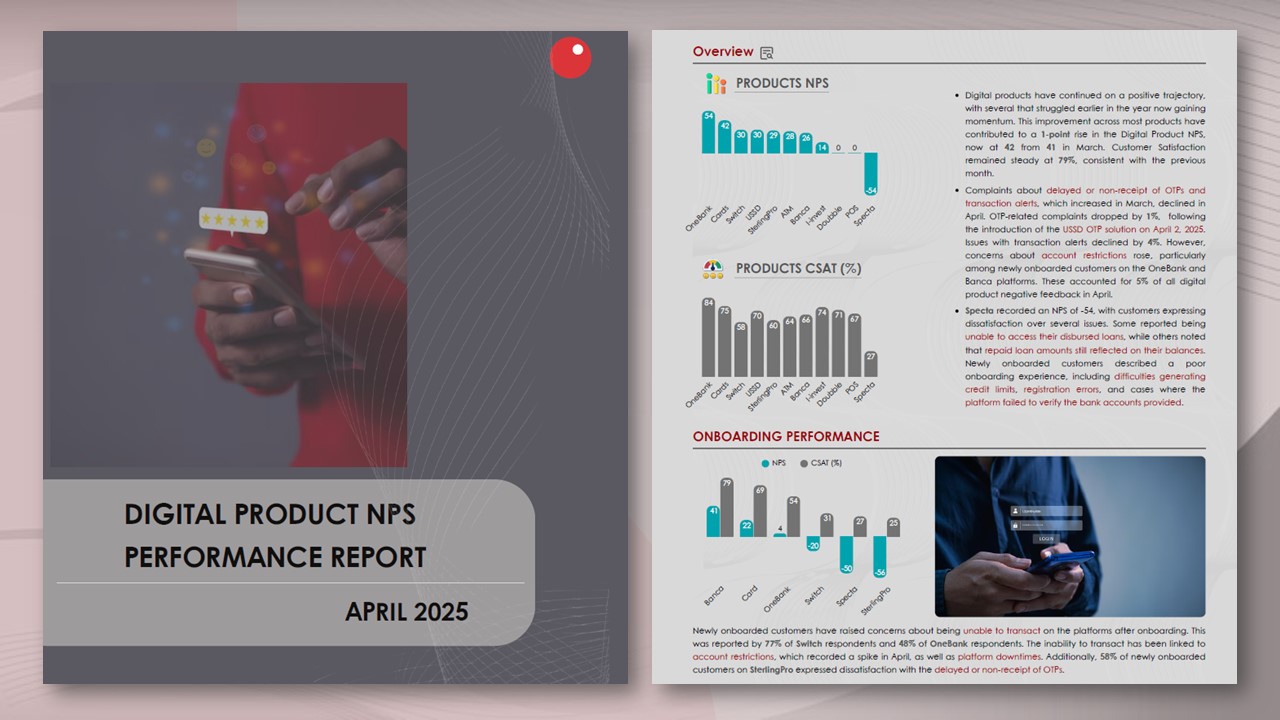 DIGITAL PRODUCT NPS
PERFORMANCE REPORT
APRIL 2025
Overview
PRODUCTS NPS
54 42 30 30 29 28 26 14 0 0 -54
OneBank Cards Switch USSD SterlingPro ATM Banca I-invest Doubble POS Specta
PRODUCTS CSAT (%)
84 75 58 70 60 64 66 74 71 67 27
OneBank Cards Switch USSD SterlingPro ATM Banca I-invest Doubble POS Specta
• Digital products have continued on a positive trajectory,
with several that struggled earlier in the year now gaining
momentum. This improvement across most products have
contributed to a 1-point rise in the Digital Product NPS,
now at 42 from 41 in March. Customer Satisfaction
remained steady at 79%, consistent with the previous
month.
• Complaints about delayed or non-receipt of OTPs and
transaction alerts, which increased in March, declined in
April. OTP-related complaints dropped by 1%, following
the introduction of the USSD OTP solution on April 2, 2025.
Issues with transaction alerts declined by 4%. However,
concerns about account restrictions rose, particularly
among newly onboarded customers on the OneBank and
Banca platforms. These accounted for 5% of all digital
product negative feedback in April.
• Specta recorded an NPS of -54, with customers expressing
dissatisfaction over several issues. Some reported being
unable to access their disbursed loans, while others noted
that repaid loan amounts still reflected on their balances.
Newly onboarded customers described a poor
onboarding experience, including difficulties generating
credit limits, registration errors, and cases where the
platform failed to verify the bank accounts provided.
ONBOARDING PERFORMANCE
NPS CSAT (%)
41 79 22 69 4 54 -20 31 -50 27 -56 25
Banca Card OneBank Switch Specta SterlingPro
LOGIN
Newly onboarded customers have raised concerns about being unable to transact on the platforms after onboarding. This
was reported by 77% of Switch respondents and 48% of OneBank respondents. The inability to transact has been linked to
account restrictions, which recorded a spike in April, as well as platform downtimes. Additionally, 58% of newly onboarded
customers on SterlingPro expressed dissatisfaction with the delayed or non-receipt of OTPs.